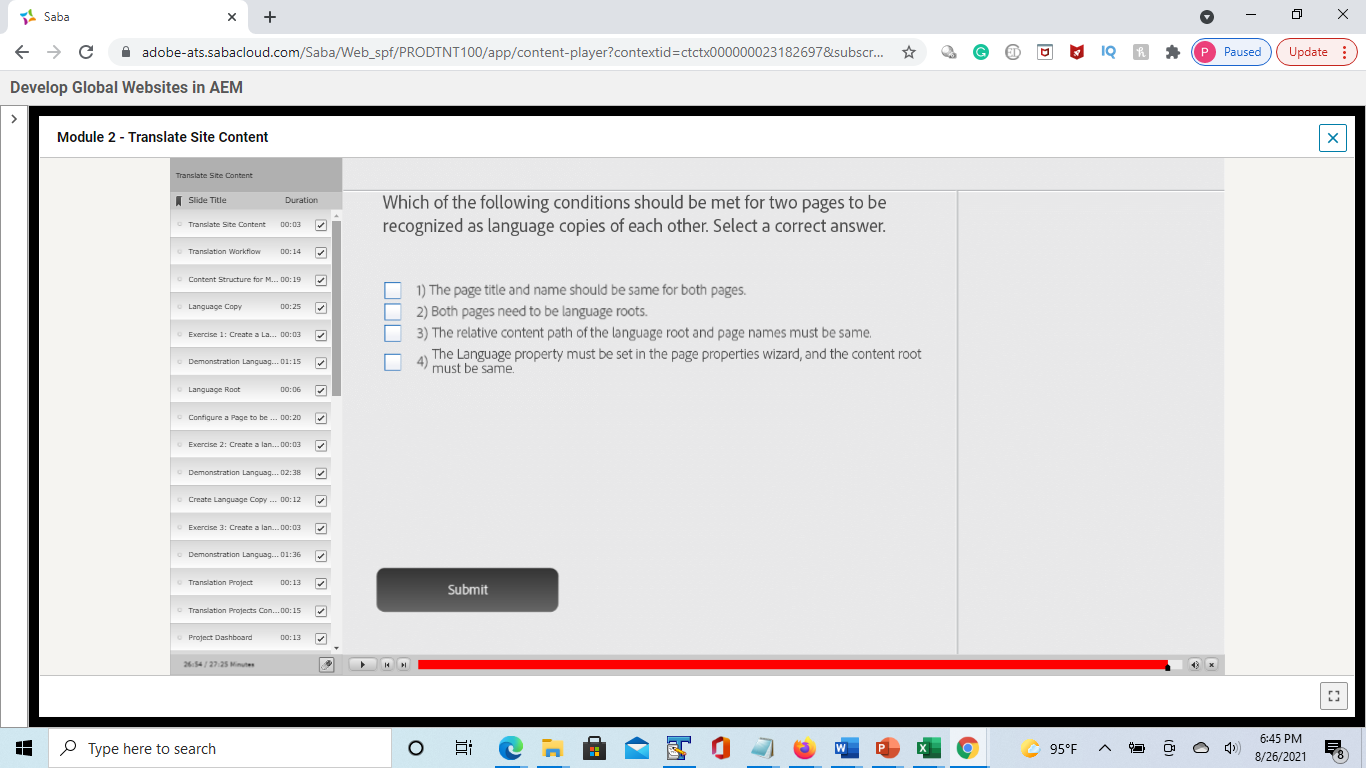 Saba
adobe-ats.sabacloud.com/Saba/Web_spf/PRODTNT100/app/content-player?contextid=ctctx000000023182697&subscr...
P Paused
Update
Develop Global Websites in AEM
Module 2 - Translate Site Content
Translate Site Content
Slide Title Duration
Translate Site Content 00:03
Translation Workflow 00:14
Content Structure for M... 00:19
Language Copy 00:25
Exercise 1: Create a La... 00:03
Demonstration Languag... 01:15
Language Root 00:06
Configure a Page to be ... 00:20
Exercise 2: Create a lan... 00:03
Demonstration Languag... 02:38
Create Language Copy ... 00:12
Exercise 3: Create a lan... 00:03
Demonstration Languag... 01:36
Translation Project 00:13
Translation Projects Con... 00:15
Project Dashboard 00:13
26:54 / 27:25 Minutes
Which of the following conditions should be met for two pages to be
recognized as language copies of each other. Select a correct answer.
1) The page title and name should be same for both pages.
2) Both pages need to be language roots.
3) The relative content path of the language root and page names must be same.
4) The Language property must be set in the page properties wizard, and the content root
must be same.
Submit
Type here to search
95°F
6:45 PM
8/26/2021
8